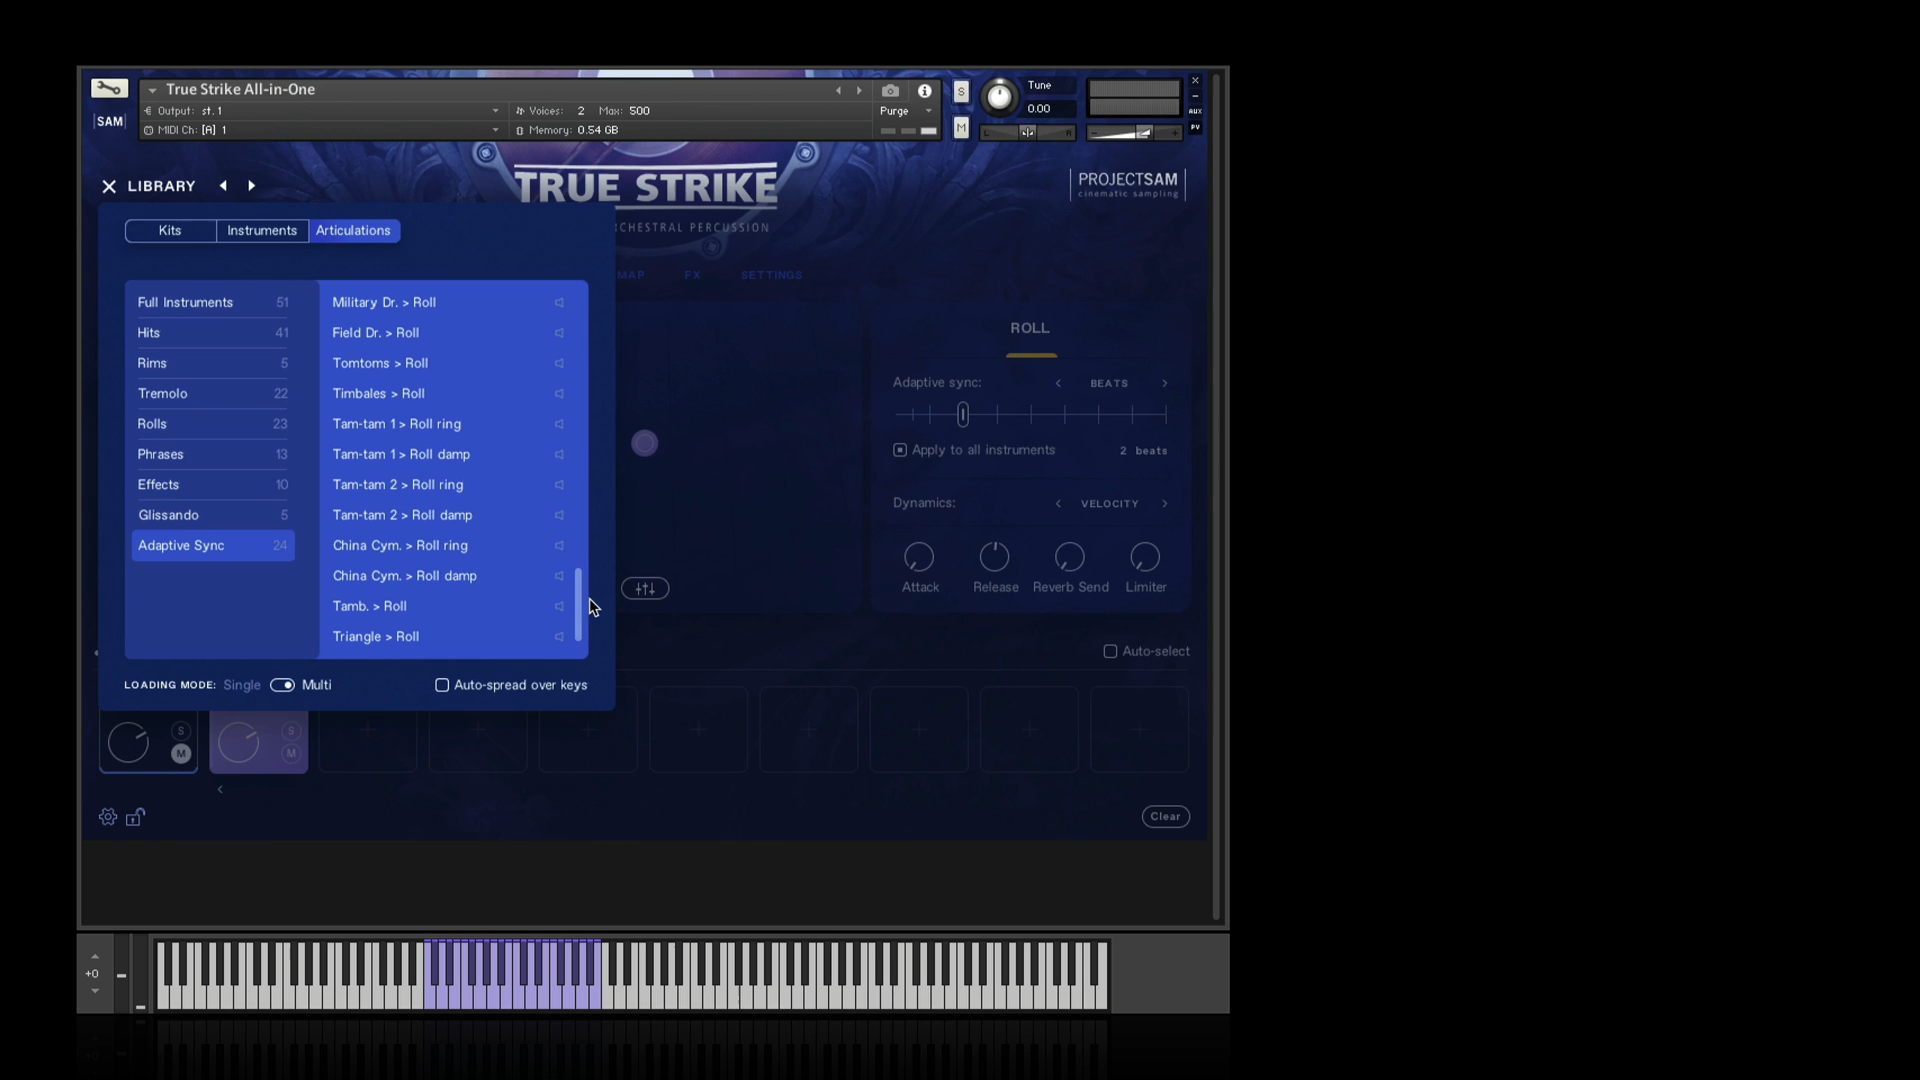 True Strike All-in-One
Output: st.1
Voices: 2 Max: 500
Purge
MIDI Ch: [A] 1
Memory: 0.54 GB
S
M
Tune
0.00
L
R
AUX
PV
|SAM|
LIBRARY
TRUE STRIKE
CHESTRAL PERCUSSION
PROJECTSAM
cinematic sampling
Kits
Instruments
Articulations
MAP
FX
SETTINGS
Full Instruments 51
Hits 41
Rims 5
Tremolo 22
Rolls 23
Phrases 13
Effects 10
Glissando 5
Adaptive Sync 24
Military Dr. > Roll
Field Dr. > Roll
Tomtoms > Roll
Timbales > Roll
Tam-tam 1 > Roll ring
Tam-tam 1 > Roll damp
Tam-tam 2 > Roll ring
Tam-tam 2 > Roll damp
China Cym. > Roll ring
China Cym. > Roll damp
Tamb. > Roll
Triangle > Roll
LOADING MODE: Single Multi
Auto-spread over keys
ROLL
Adaptive sync: < BEATS >
Apply to all instruments 2 beats
Dynamics: < VELOCITY >
Attack Release Reverb Send Limiter
Auto-select
S
M
S
M
Clear
+0